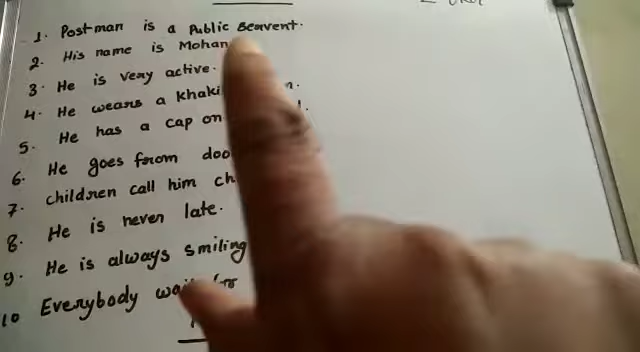 1. Postman is a Public Servent.
2. His name is Mohan
3. He is very active.
4. He wears a khaki
5. He has a cap on
6. He goes from doo
7. children call him ch
8. He is never late.
9. He is always smiling
10 Everybody